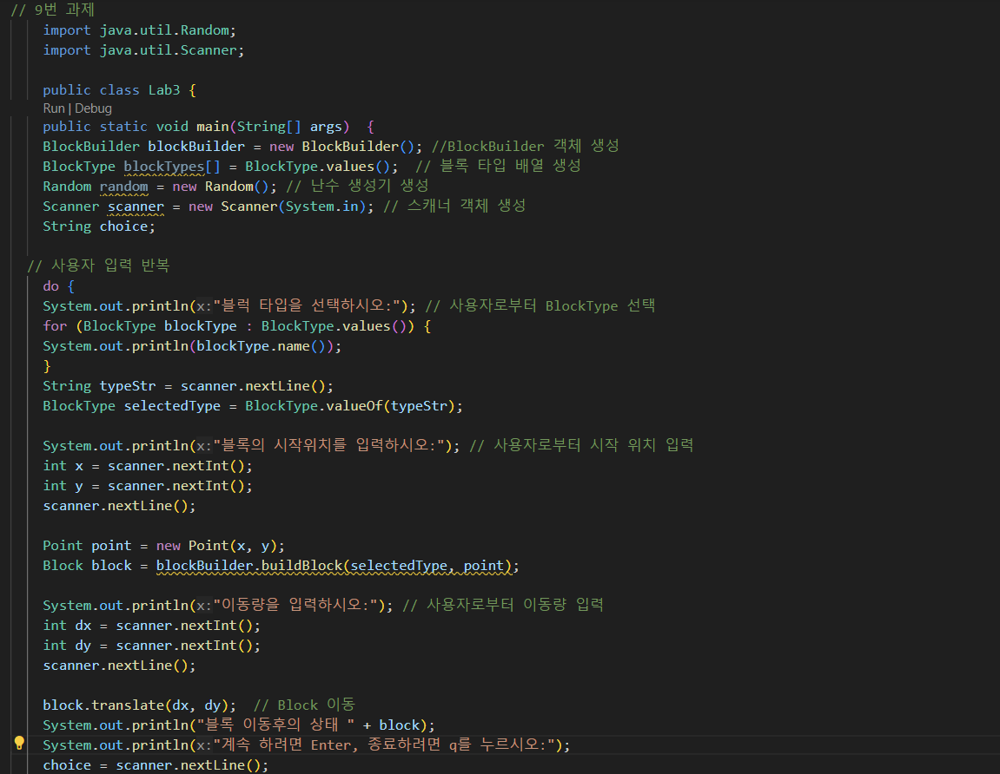 // 9번 과제
import java.util.Random;
import java.util.Scanner;
public class Lab3 {
Run | Debug
public static void main(String[] args)  {
BlockBuilder blockBuilder = new BlockBuilder(); //BlockBuilder 객체 생성
BlockType blockTypes[] = BlockType.values();  // 블록 타입 배열 생성
Random random = new Random(); // 난수 생성기 생성
Scanner scanner = new Scanner(System.in); // 스캐너 객체 생성
String choice;
// 사용자 입력 반복
do {
System.out.println(x:"블럭 타입을 선택하시오:"); // 사용자로부터 BlockType 선택
for (BlockType blockType : BlockType.values()) {
System.out.println(blockType.name());
}
String typeStr = scanner.nextLine();
BlockType selectedType = BlockType.valueOf(typeStr);
System.out.println(x:"블록의 시작위치를 입력하시오:"); // 사용자로부터 시작 위치 입력
int x = scanner.nextInt();
int y = scanner.nextInt();
scanner.nextLine();
Point point = new Point(x, y);
Block block = blockBuilder.buildBlock(selectedType, point);
System.out.println(x:"이동량을 입력하시오:"); // 사용자로부터 이동량 입력
int dx = scanner.nextInt();
int dy = scanner.nextInt();
scanner.nextLine();
block.translate(dx, dy);  // Block 이동
System.out.println("블록 이동후의 상태 " + block);
System.out.println(x:"계속 하려면 Enter, 종료하려면 q를 누르시오:");
choice = scanner.nextLine();